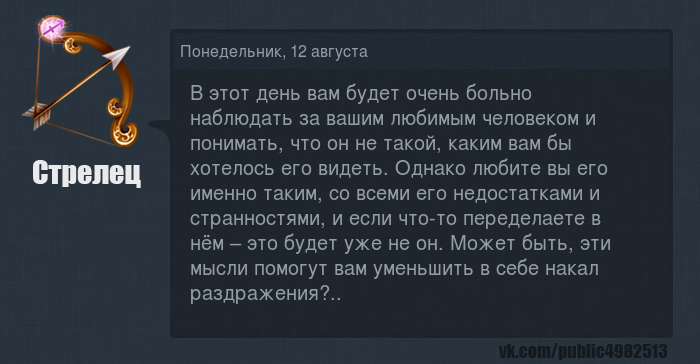 Понедельник, 12 августа
В этот день вам будет очень больно
наблюдать за вашим любимым человеком и
понимать, что он не такой, каким вам бы
хотелось его видеть. Однако любите вы его
именно таким, со всеми его недостатками и
странностями, и если что-то переделаете в
нём – это будет уже не он. Может быть, эти
мысли помогут вам уменьшить в себе накал
раздражения?..
Стрелец
vk.com/public4982513